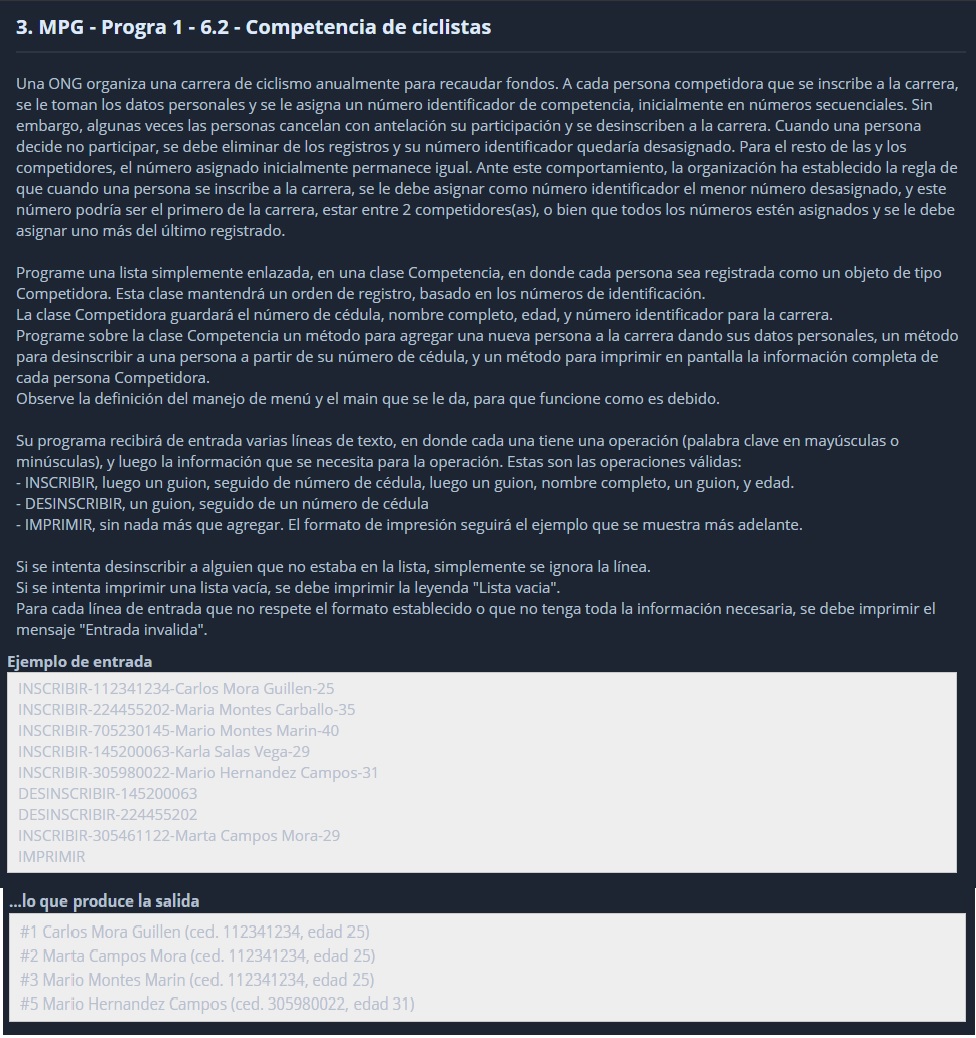 3. MPG - Progra 1 - 6.2 - Competencia de ciclistas
Una ONG organiza una carrera de ciclismo anualmente para recaudar fondos. A cada persona competidora que se inscribe a la carrera,
se le toman los datos personales y se le asigna un número identificador de competencia, inicialmente en números secuenciales. Sin
embargo, algunas veces las personas cancelan con antelación su participación y se desinscriben a la carrera. Cuando una persona
decide no participar, se debe eliminar de los registros y su número identificador quedaría desasignado. Para el resto de las y los
competidores, el número asignado inicialmente permanece igual. Ante este comportamiento, la organización ha establecido la regla de
que cuando una persona se inscribe a la carrera, se le debe asignar como número identificador el menor número desasignado, y este
número podría ser el primero de la carrera, estar entre 2 competidores(as), o bien que todos los números estén asignados y se le debe
asignar uno más del último registrado.
Programe una lista simplemente enlazada, en una clase Competencia, en donde cada persona sea registrada como un objeto de tipo
Competidora. Esta clase mantendrá un orden de registro, basado en los números de identificación.
La clase Competidora guardará el número de cédula, nombre completo, edad, y número identificador para la carrera.
Programe sobre la clase Competencia un método para agregar una nueva persona a la carrera dando sus datos personales, un método
para desinscribir a una persona a partir de su número de cédula, y un método para imprimir en pantalla la información completa de
cada persona Competidora.
Observe la definición del manejo de menú y el main que se le da, para que funcione como es debido.
Su programa recibirá de entrada varias líneas de texto, en donde cada una tiene una operación (palabra clave en mayúsculas o
minúsculas), y luego la información que se necesita para la operación. Estas son las operaciones válidas:
- INSCRIBIR, luego un guion, seguido de número de cédula, luego un guion, nombre completo, un guion, y edad.
- DESINSCRIBIR, un guion, seguido de un número de cédula
- IMPRIMIR, sin nada más que agregar. El formato de impresión seguirá el ejemplo que se muestra más adelante.
Si se intenta desinscribir a alguien que no estaba en la lista, simplemente se ignora la línea.
Si se intenta imprimir una lista vacía, se debe imprimir la leyenda "Lista vacia".
Para cada línea de entrada que no respete el formato establecido o que no tenga toda la información necesaria, se debe imprimir el
mensaje "Entrada invalida".
Ejemplo de entrada
INSCRIBIR-112341234-Carlos Mora Guillen-25
INSCRIBIR-224455202-Maria Montes Carballo-35
INSCRIBIR-705230145-Mario Montes Marin-40
INSCRIBIR-145200063-Karla Salas Vega-29
INSCRIBIR-305980022-Mario Hernandez Campos-31
DESINSCRIBIR-145200063
DESINSCRIBIR-224455202
INSCRIBIR-305461122-Marta Campos Mora-29
IMPRIMIR
...lo que produce la salida
#1 Carlos Mora Guillen (ced. 112341234, edad 25)
#2 Marta Campos Mora (ced. 112341234, edad 25)
#3 Mario Montes Marin (ced. 112341234, edad 25)
#5 Mario Hernandez Campos (ced. 305980022, edad 31)